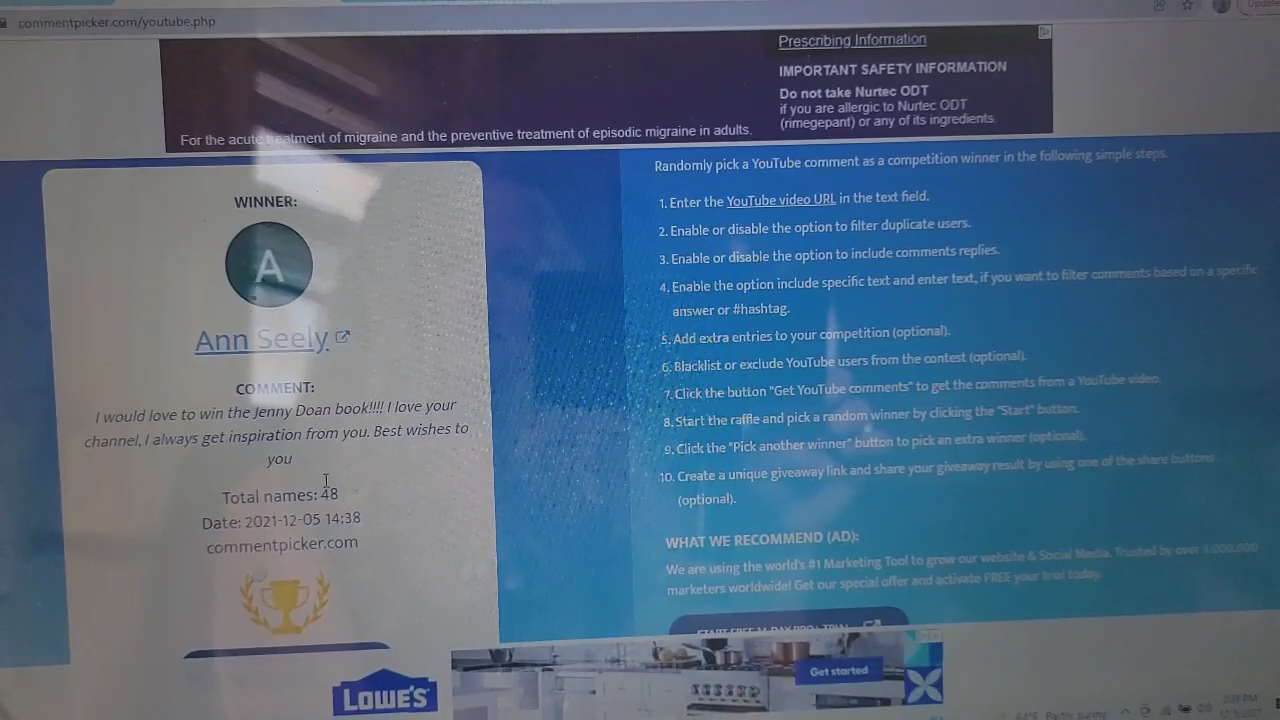 commentpicker.com/youtube.php
Update
Prescribing Information
IMPORTANT SAFETY INFORMATION
Do not take Nurtec ODT
if you are allergic to Nurtec ODT
(rimegepant) or any of its ingredients.
For the acute treatment of migraine and the preventive treatment of episodic migraine in adults.
WINNER:
A
Ann Seely
COMMENT:
I would love to win the Jenny Doan book!!!! I love your
channel, I always get inspiration from you. Best wishes to
you
Total names: 48
Date: 2021-12-05 14:38
commentpicker.com
Randomly pick a YouTube comment as a competition winner in the following simple steps.
1. Enter the YouTube video URL in the text field.
2. Enable or disable the option to filter duplicate users.
3. Enable or disable the option to include comments replies.
4. Enable the option include specific text and enter text, if you want to filter comments based on a specific
answer or #hashtag.
5. Add extra entries to your competition (optional).
6. Blacklist or exclude YouTube users from the contest (optional).
7. Click the button "Get YouTube comments" to get the comments from a YouTube video.
8. Start the raffle and pick a random winner by clicking the "Start" button.
9. Click the "Pick another winner" button to pick an extra winner (optional).
10. Create a unique giveaway link and share your giveaway result by using one of the share buttons
(optional).
WHAT WE RECOMMEND (AD):
We are using the world's #1 Marketing Tool to grow our website & Social Media. Trusted by over
marketers worldwide! Get our special offer and activate FREE your trial today.
START FREE 14-DAY PRO+ TRIAL
LOWE'S
Get started
Partly sunny